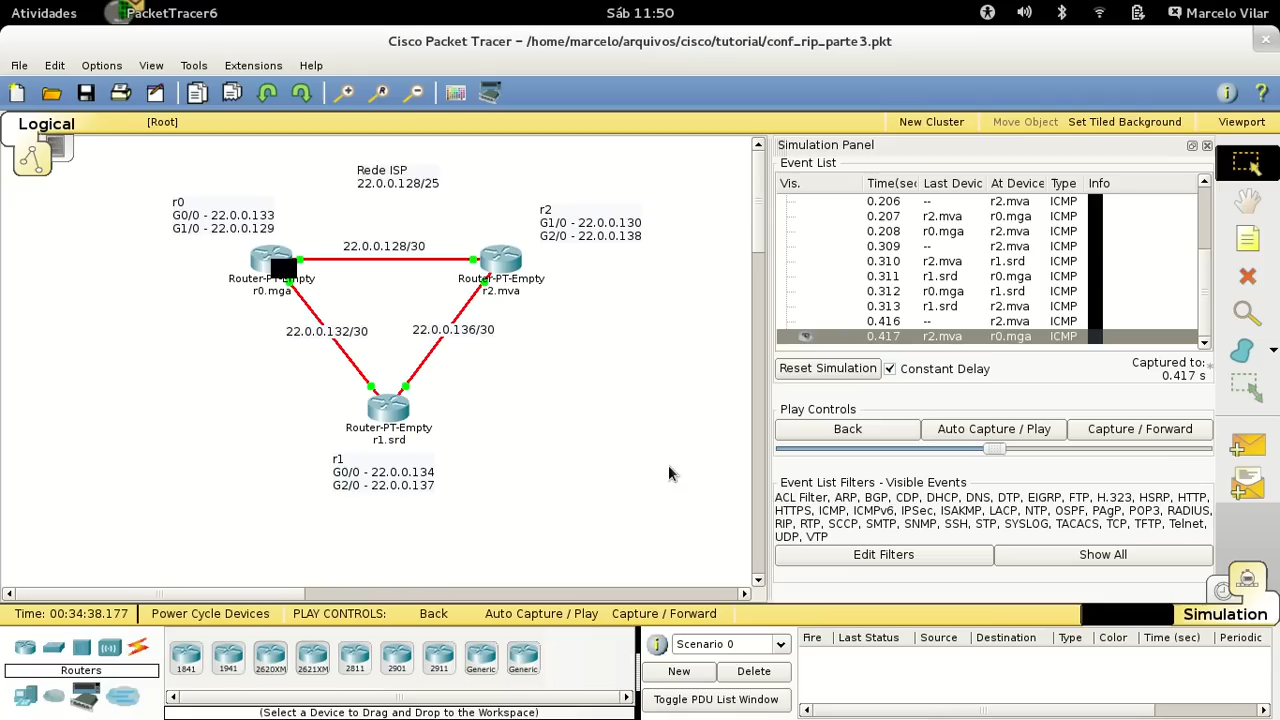 Atividades PacketTracer6 Sáb 11:50 Marcelo Vilar
Cisco Packet Tracer – /home/marcelo/arquivos/cisco/tutorial/conf_rip_parte3.pkt
File Edit Options View Tools Extensions Help
Logical [Root] New Cluster Move Object Set Tiled Background Viewport
Rede ISP
22.0.0.128/25
r0
G0/0 - 22.0.0.133
G1/0 - 22.0.0.129
r2
G1/0 - 22.0.0.130
G2/0 - 22.0.0.138
22.0.0.128/30
Router-PT-Empty
r0.mga
Router-PT-Empty
r2.mva
22.0.0.132/30
22.0.0.136/30
Router-PT-Empty
r1.srd
r1
G0/0 - 22.0.0.134
G2/0 - 22.0.0.137
Simulation Panel
Event List
Vis. Time(sec Last Devic At Device Type Info
0.206 -- r2.mva ICMP
0.207 r2.mva r0.mga ICMP
0.208 r0.mga r2.mva ICMP
0.309 -- r2.mva ICMP
0.310 r2.mva r1.srd ICMP
0.311 r1.srd r0.mga ICMP
0.312 r0.mga r1.srd ICMP
0.313 r1.srd r2.mva ICMP
0.416 -- r2.mva ICMP
0.417 r2.mva r0.mga ICMP
Reset Simulation Constant Delay Captured to:
0.417 s
Play Controls
Back Auto Capture / Play Capture / Forward
Event List Filters - Visible Events
ACL Filter, ARP, BGP, CDP, DHCP, DNS, DTP, EIGRP, FTP, H.323, HSRP, HTTP,
HTTPS, ICMP, ICMPv6, IPSec, ISAKMP, LACP, NTP, OSPF, PAgP, POP3, RADIUS,
RIP, RTP, SCCP, SMTP, SNMP, SSH, STP, SYSLOG, TACACS, TCP, TFTP, Telnet,
UDP, VTP
Edit Filters Show All
Time: 00:34:38.177 Power Cycle Devices PLAY CONTROLS: Back Auto Capture / Play Capture / Forward Simulation
Routers
1841 1941 2620XM 2621XM 2811 2901 2911 Generic Generic
(Select a Device to Drag and Drop to the Workspace)
Scenario 0
New Delete
Toggle PDU List Window
Fire Last Status Source Destination Type Color Time (sec) Periodic